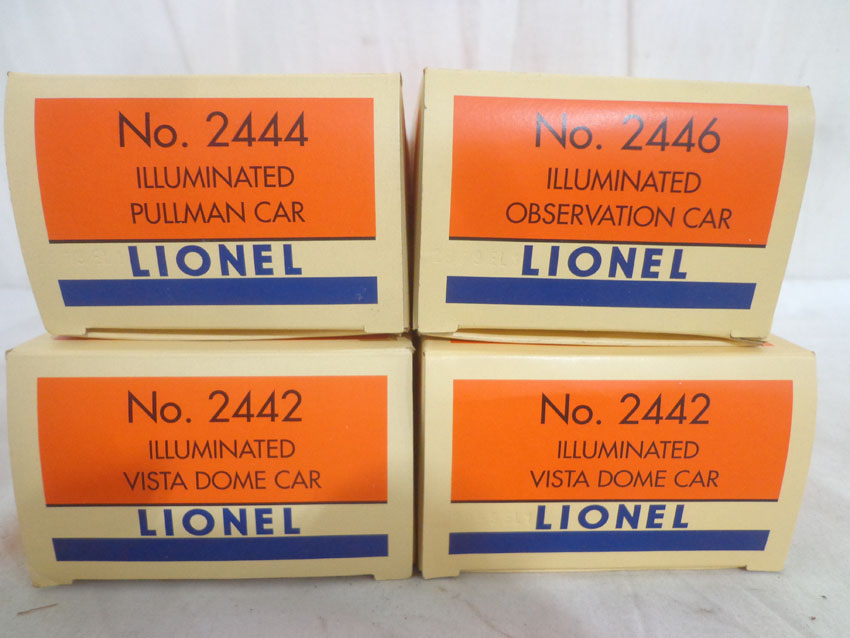 No. 2444
ILLUMINATED
PULLMAN CAR
LIONEL
No. 2446
ILLUMINATED
OBSERVATION CAR
LIONEL
No. 2442
ILLUMINATED
VISTA DOME CAR
LIONEL
No. 2442
ILLUMINATED
VISTA DOME CAR
LIONEL